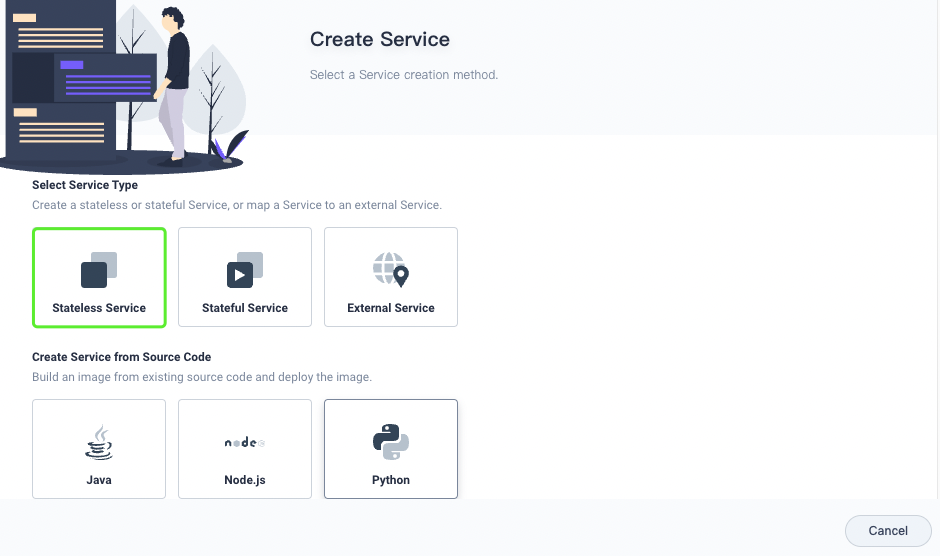 Create Service
Select a Service creation method.
Select Service Type
Create a stateless or stateful Service, or map a Service to an external Service.
Stateless Service
Stateful Service
External Service
Create Service from Source Code
Build an image from existing source code and deploy the image.
node
Java
Node.js
Python
Cancel